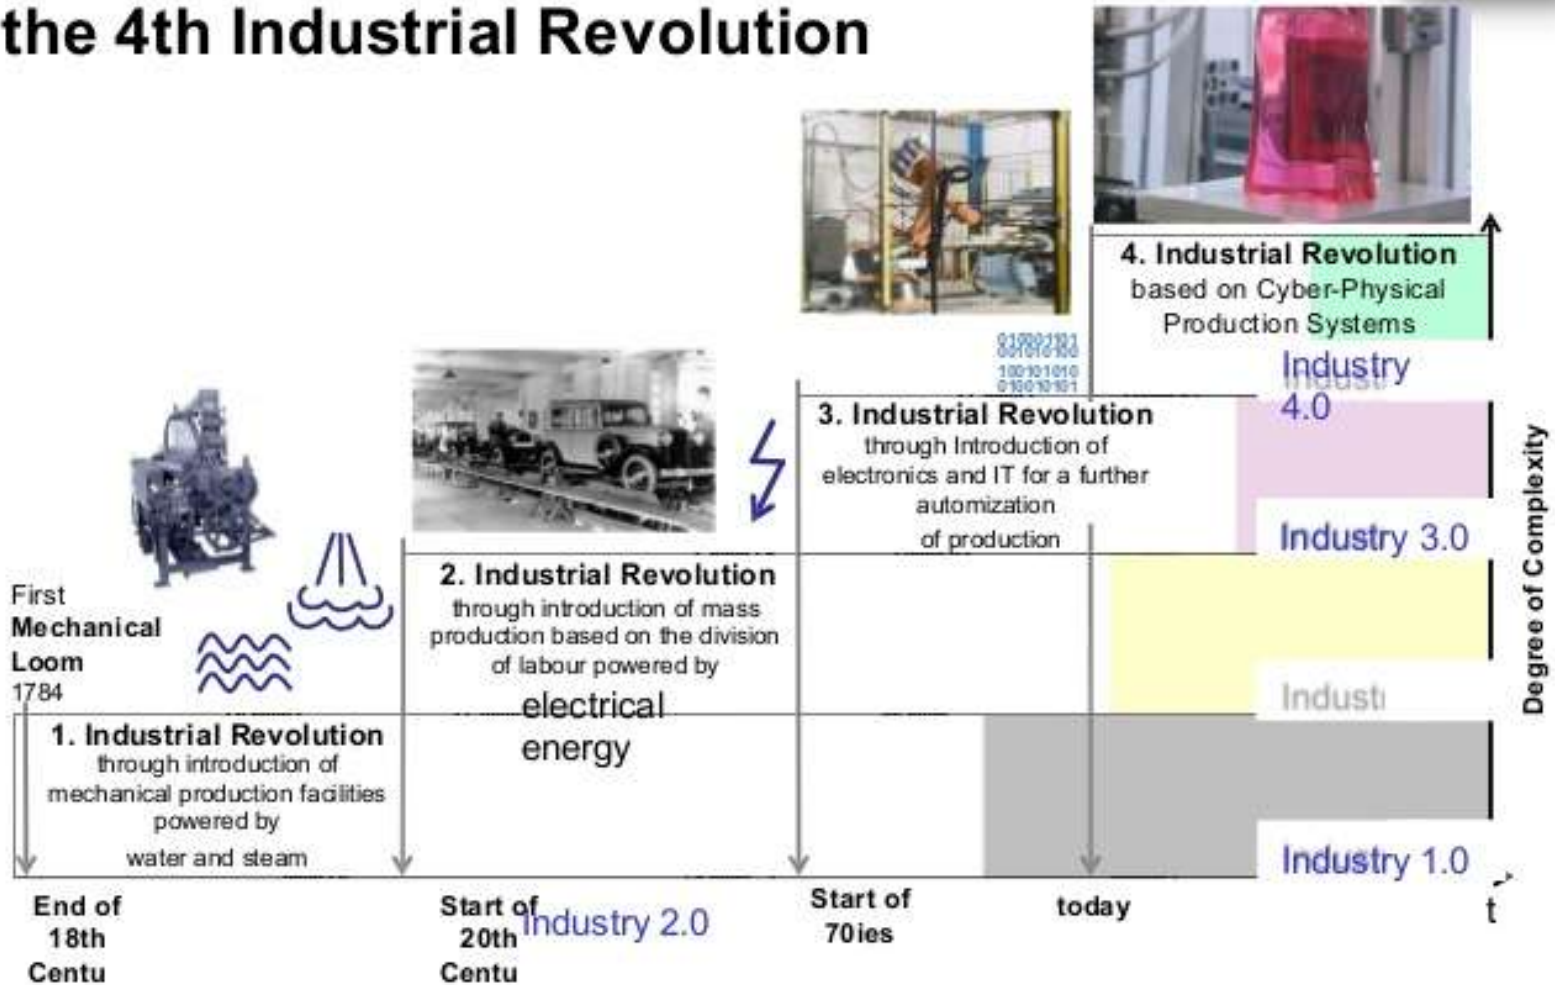 the 4th Industrial Revolution
4. Industrial Revolution
based on Cyber-Physical
Production Systems
Industry
4.0
010001101
001010100
100101010
010010101
3. Industrial Revolution
through Introduction of
electronics and IT for a further
automization
of production
Industry 3.0
Degree of Complexity
2. Industrial Revolution
through introduction of mass
production based on the division
of labour powered by
electrical
energy
First
Mechanical
Loom
1784
1. Industrial Revolution
through introduction of
mechanical production facilities
powered by
water and steam
Industry 1.0
End of
18th
Centu
Start of
20th
Centu
Industry 2.0
Start of
70ies
today
t